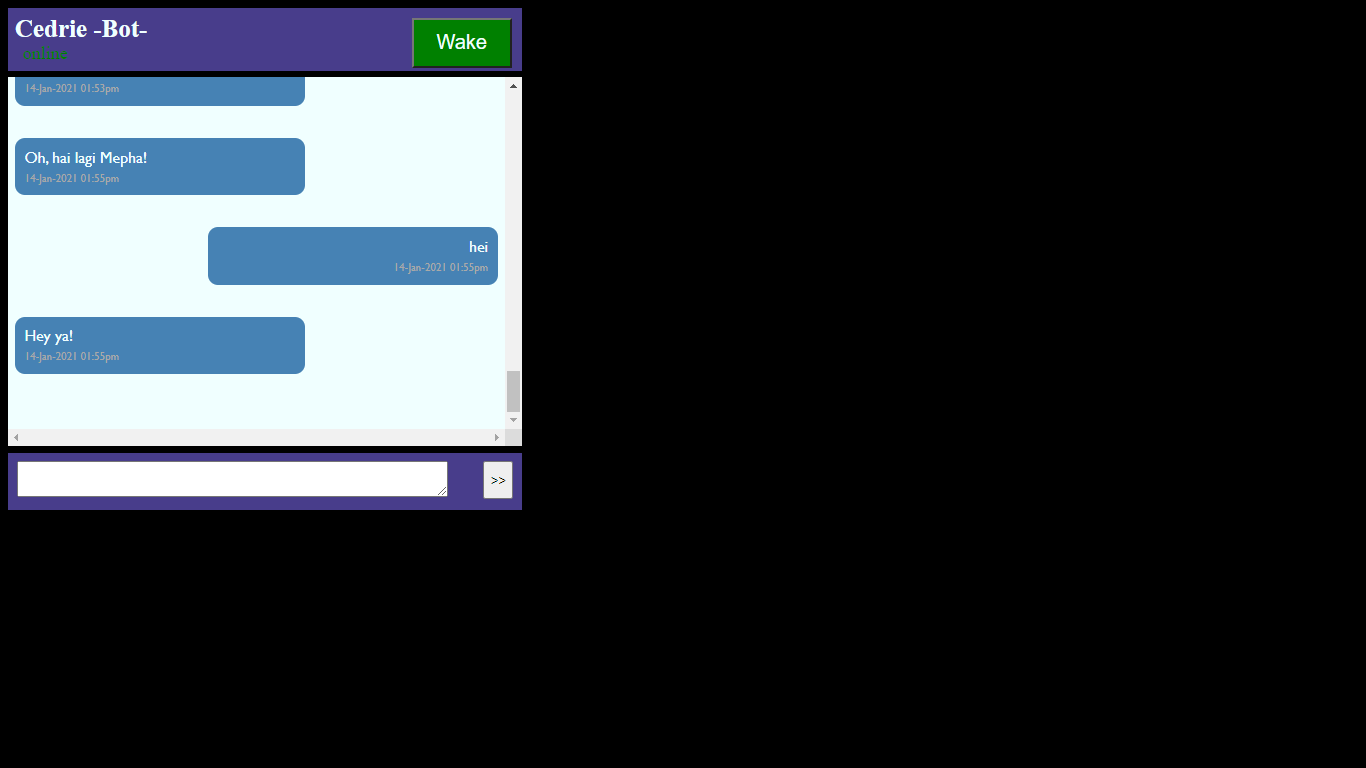 Cedrie -Bot-
online
Wake
14-Jan-2021 01:53pm
Oh, hai lagi Mepha!
14-Jan-2021 01:55pm
hei
14-Jan-2021 01:55pm
Hey ya!
14-Jan-2021 01:55pm
>>